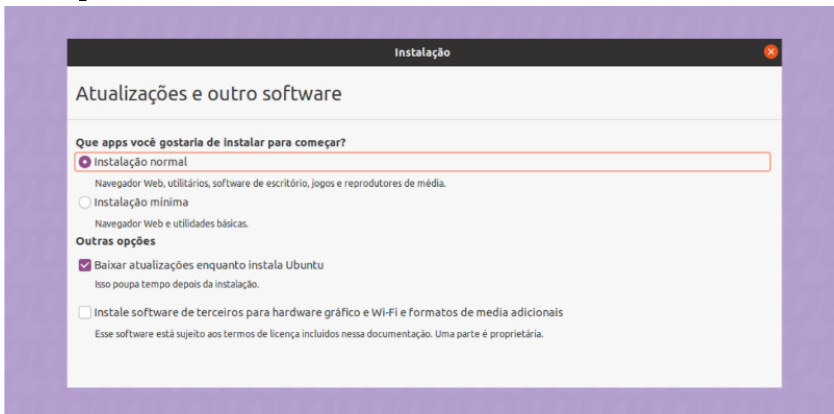 Instalação
Atualizações e outro software
Que apps você gostaria de instalar para começar?
Instalação normal
Navegador Web, utilitários, software de escritório, jogos e reprodutores de média.
Instalação mínima
Navegador Web e utilidades básicas.
Outras opções
Baixar atualizações enquanto instala Ubuntu
Isso poupa tempo depois da instalação.
Instale software de terceiros para hardware gráfico e Wi-Fi e formatos de media adicionais
Esse software está sujeito aos termos de licença incluídos nessa documentação. Uma parte é proprietária.